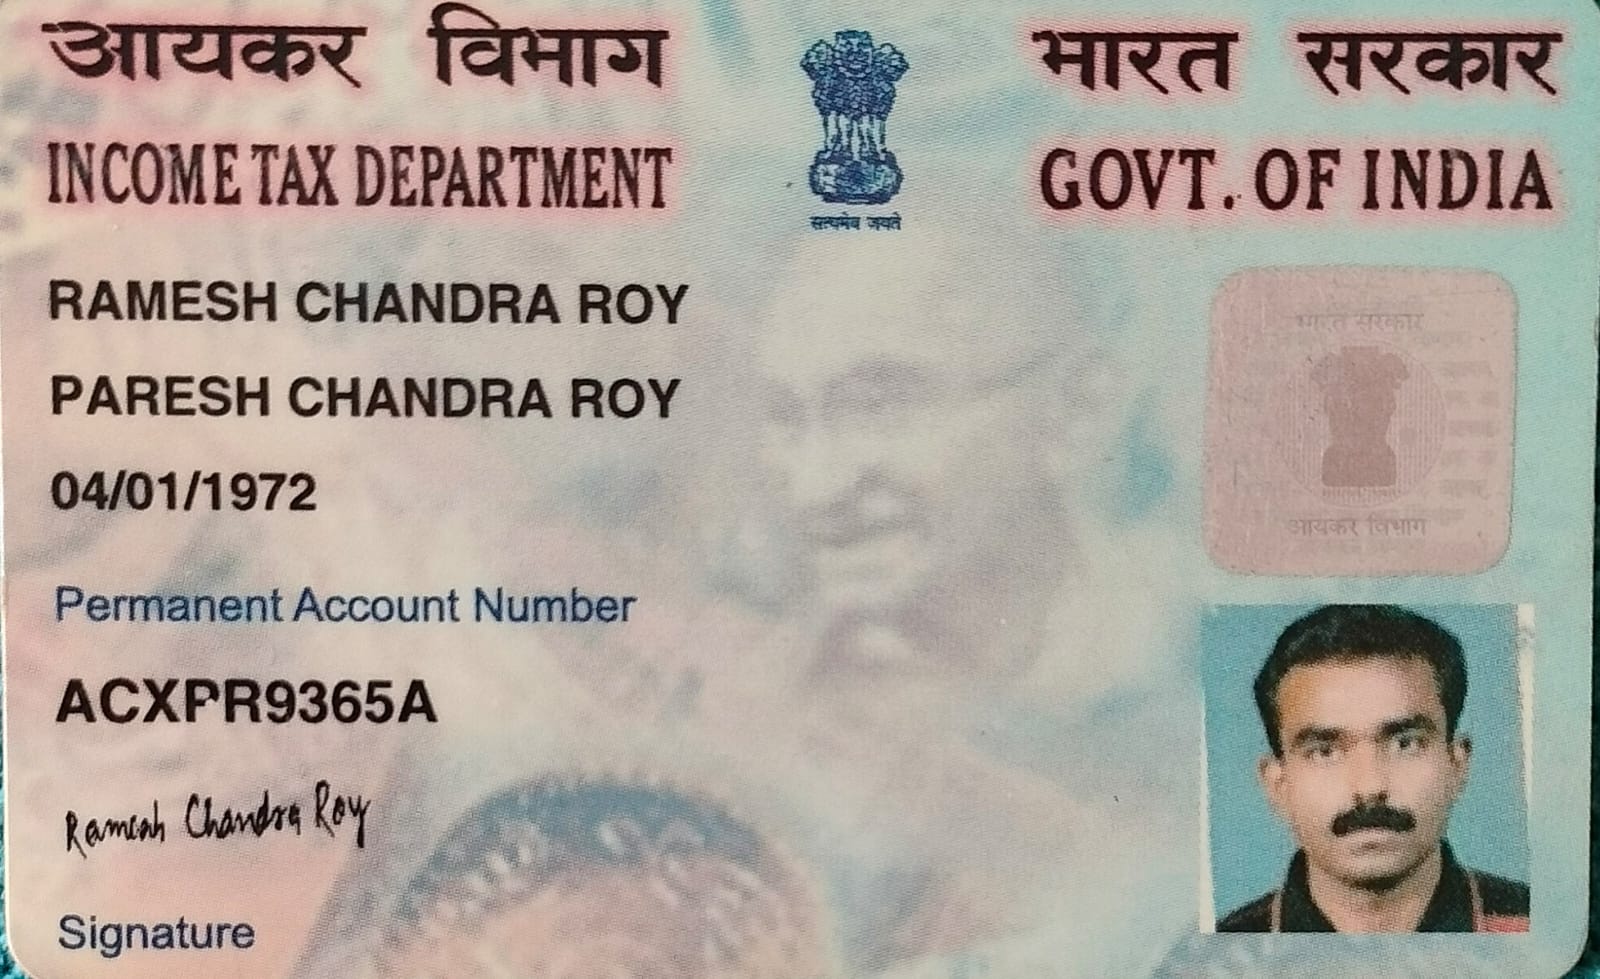 आयकर विभाग
भारत सरकार
INCOME TAX DEPARTMENT
GOVT. OF INDIA
सत्यमेव जयते
RAMESH CHANDRA ROY
PARESH CHANDRA ROY
04/01/1972
Permanent Account Number
ACXPR9365A
Ramesh Chandra Roy
Signature
भारत सरकार
आयकर विभाग